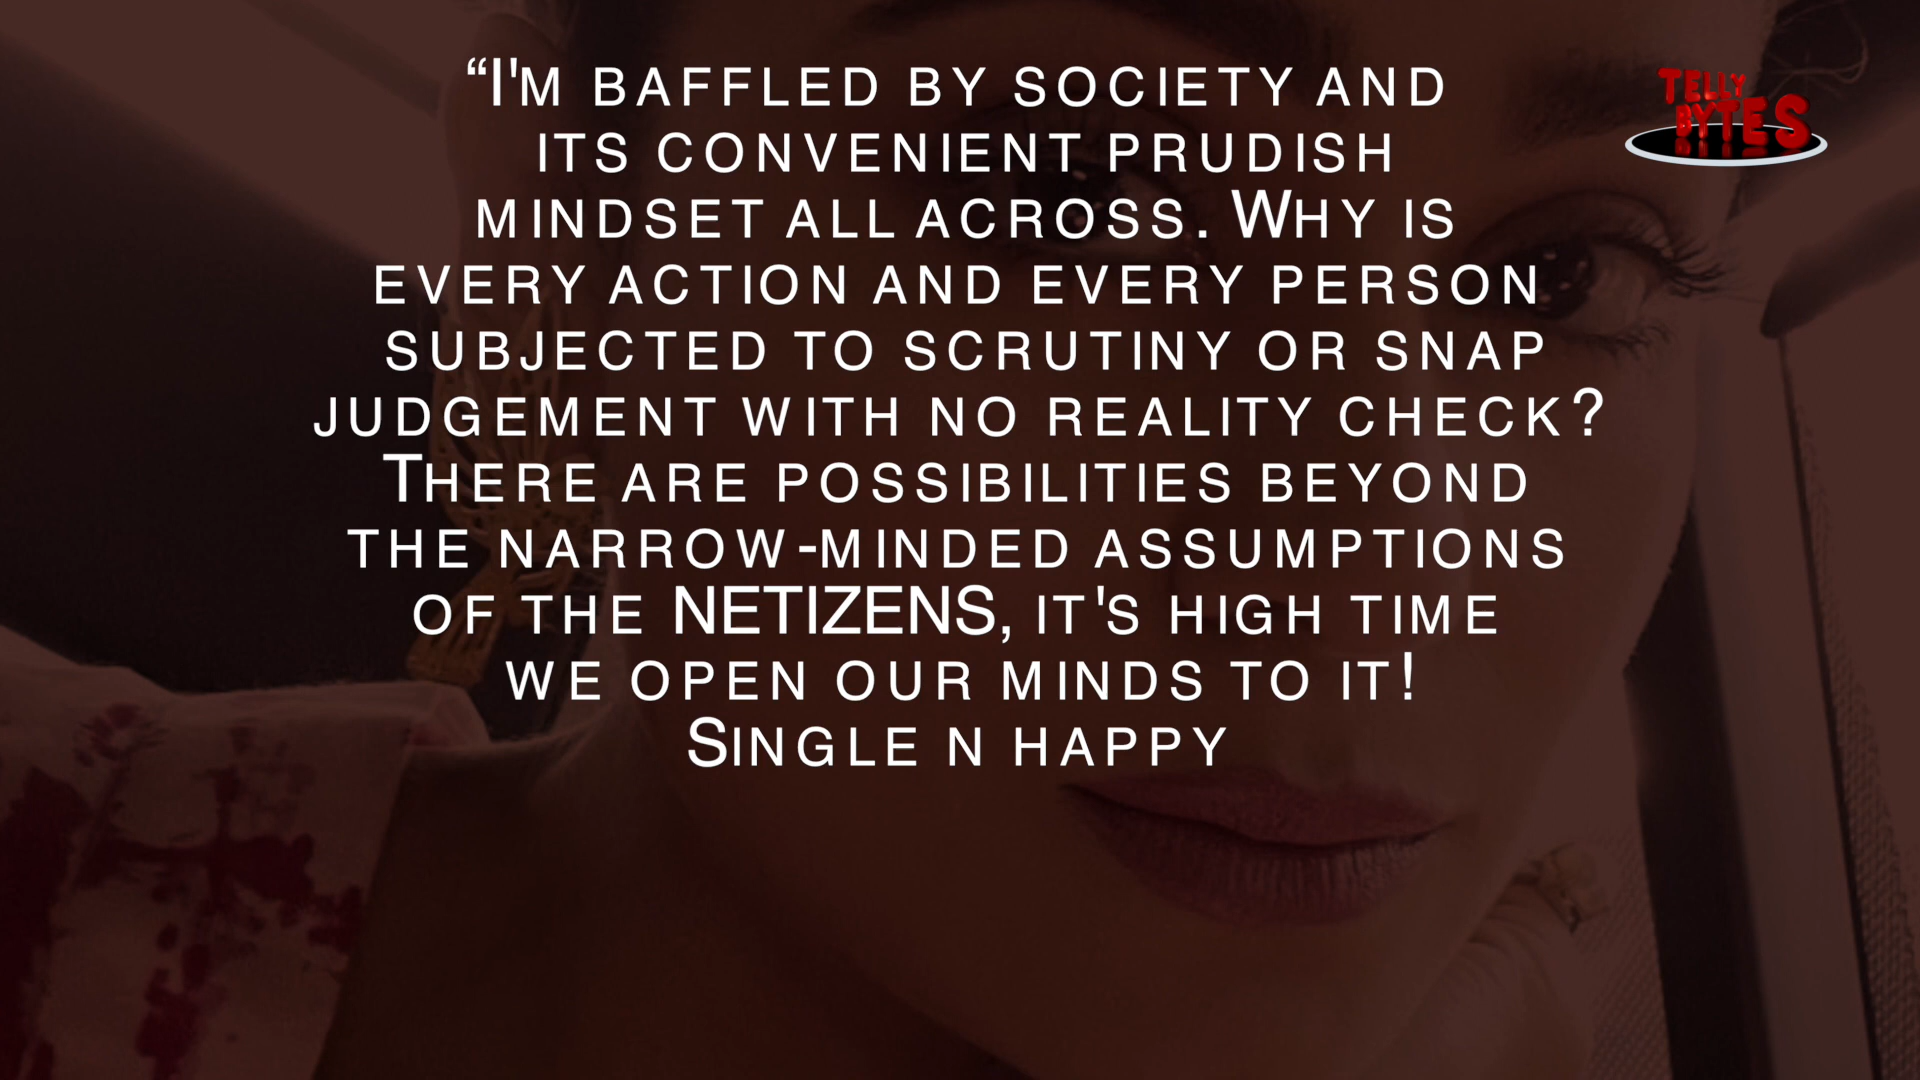 “I'M BAFFLED BY SOCIETY AND
ITS CONVENIENT PRUDISH
MINDSET ALL ACROSS. WHY IS
EVERY ACTION AND EVERY PERSON
SUBJECTED TO SCRUTINY OR SNAP
JUDGEMENT WITH NO REALITY CHECK?
THERE ARE POSSIBILITIES BEYOND
THE NARROW-MINDED ASSUMPTIONS
OF THE NETIZENS, IT'S HIGH TIME
WE OPEN OUR MINDS TO IT!
SINGLE N HAPPY
TELLY
BYTES